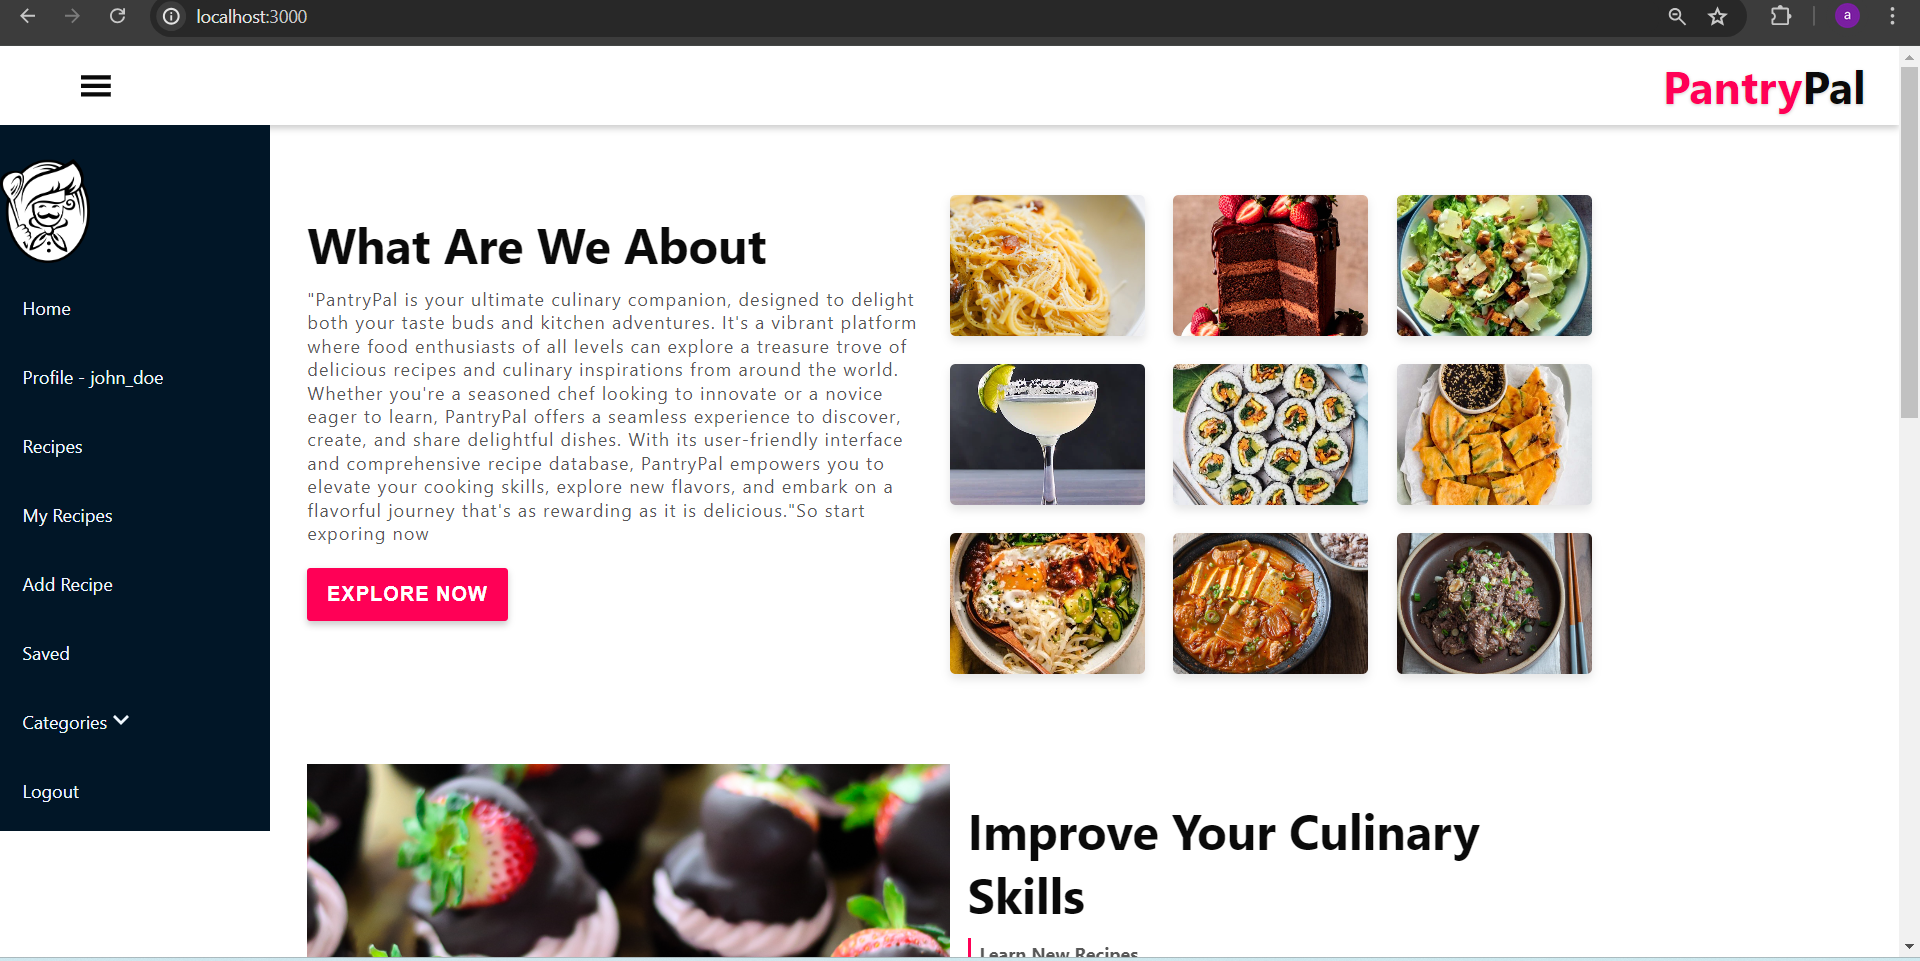 localhost:3000
a
PantryPal
Home
Profile - john_doe
Recipes
My Recipes
Add Recipe
Saved
Categories
Logout
What Are We About
"PantryPal is your ultimate culinary companion, designed to delight
both your taste buds and kitchen adventures. It's a vibrant platform
where food enthusiasts of all levels can explore a treasure trove of
delicious recipes and culinary inspirations from around the world.
Whether you're a seasoned chef looking to innovate or a novice
eager to learn, PantryPal offers a seamless experience to discover,
create, and share delightful dishes. With its user-friendly interface
and comprehensive recipe database, PantryPal empowers you to
elevate your cooking skills, explore new flavors, and embark on a
flavorful journey that's as rewarding as it is delicious."So start
exporing now
EXPLORE NOW
Improve Your Culinary
Skills
Learn New Recipes